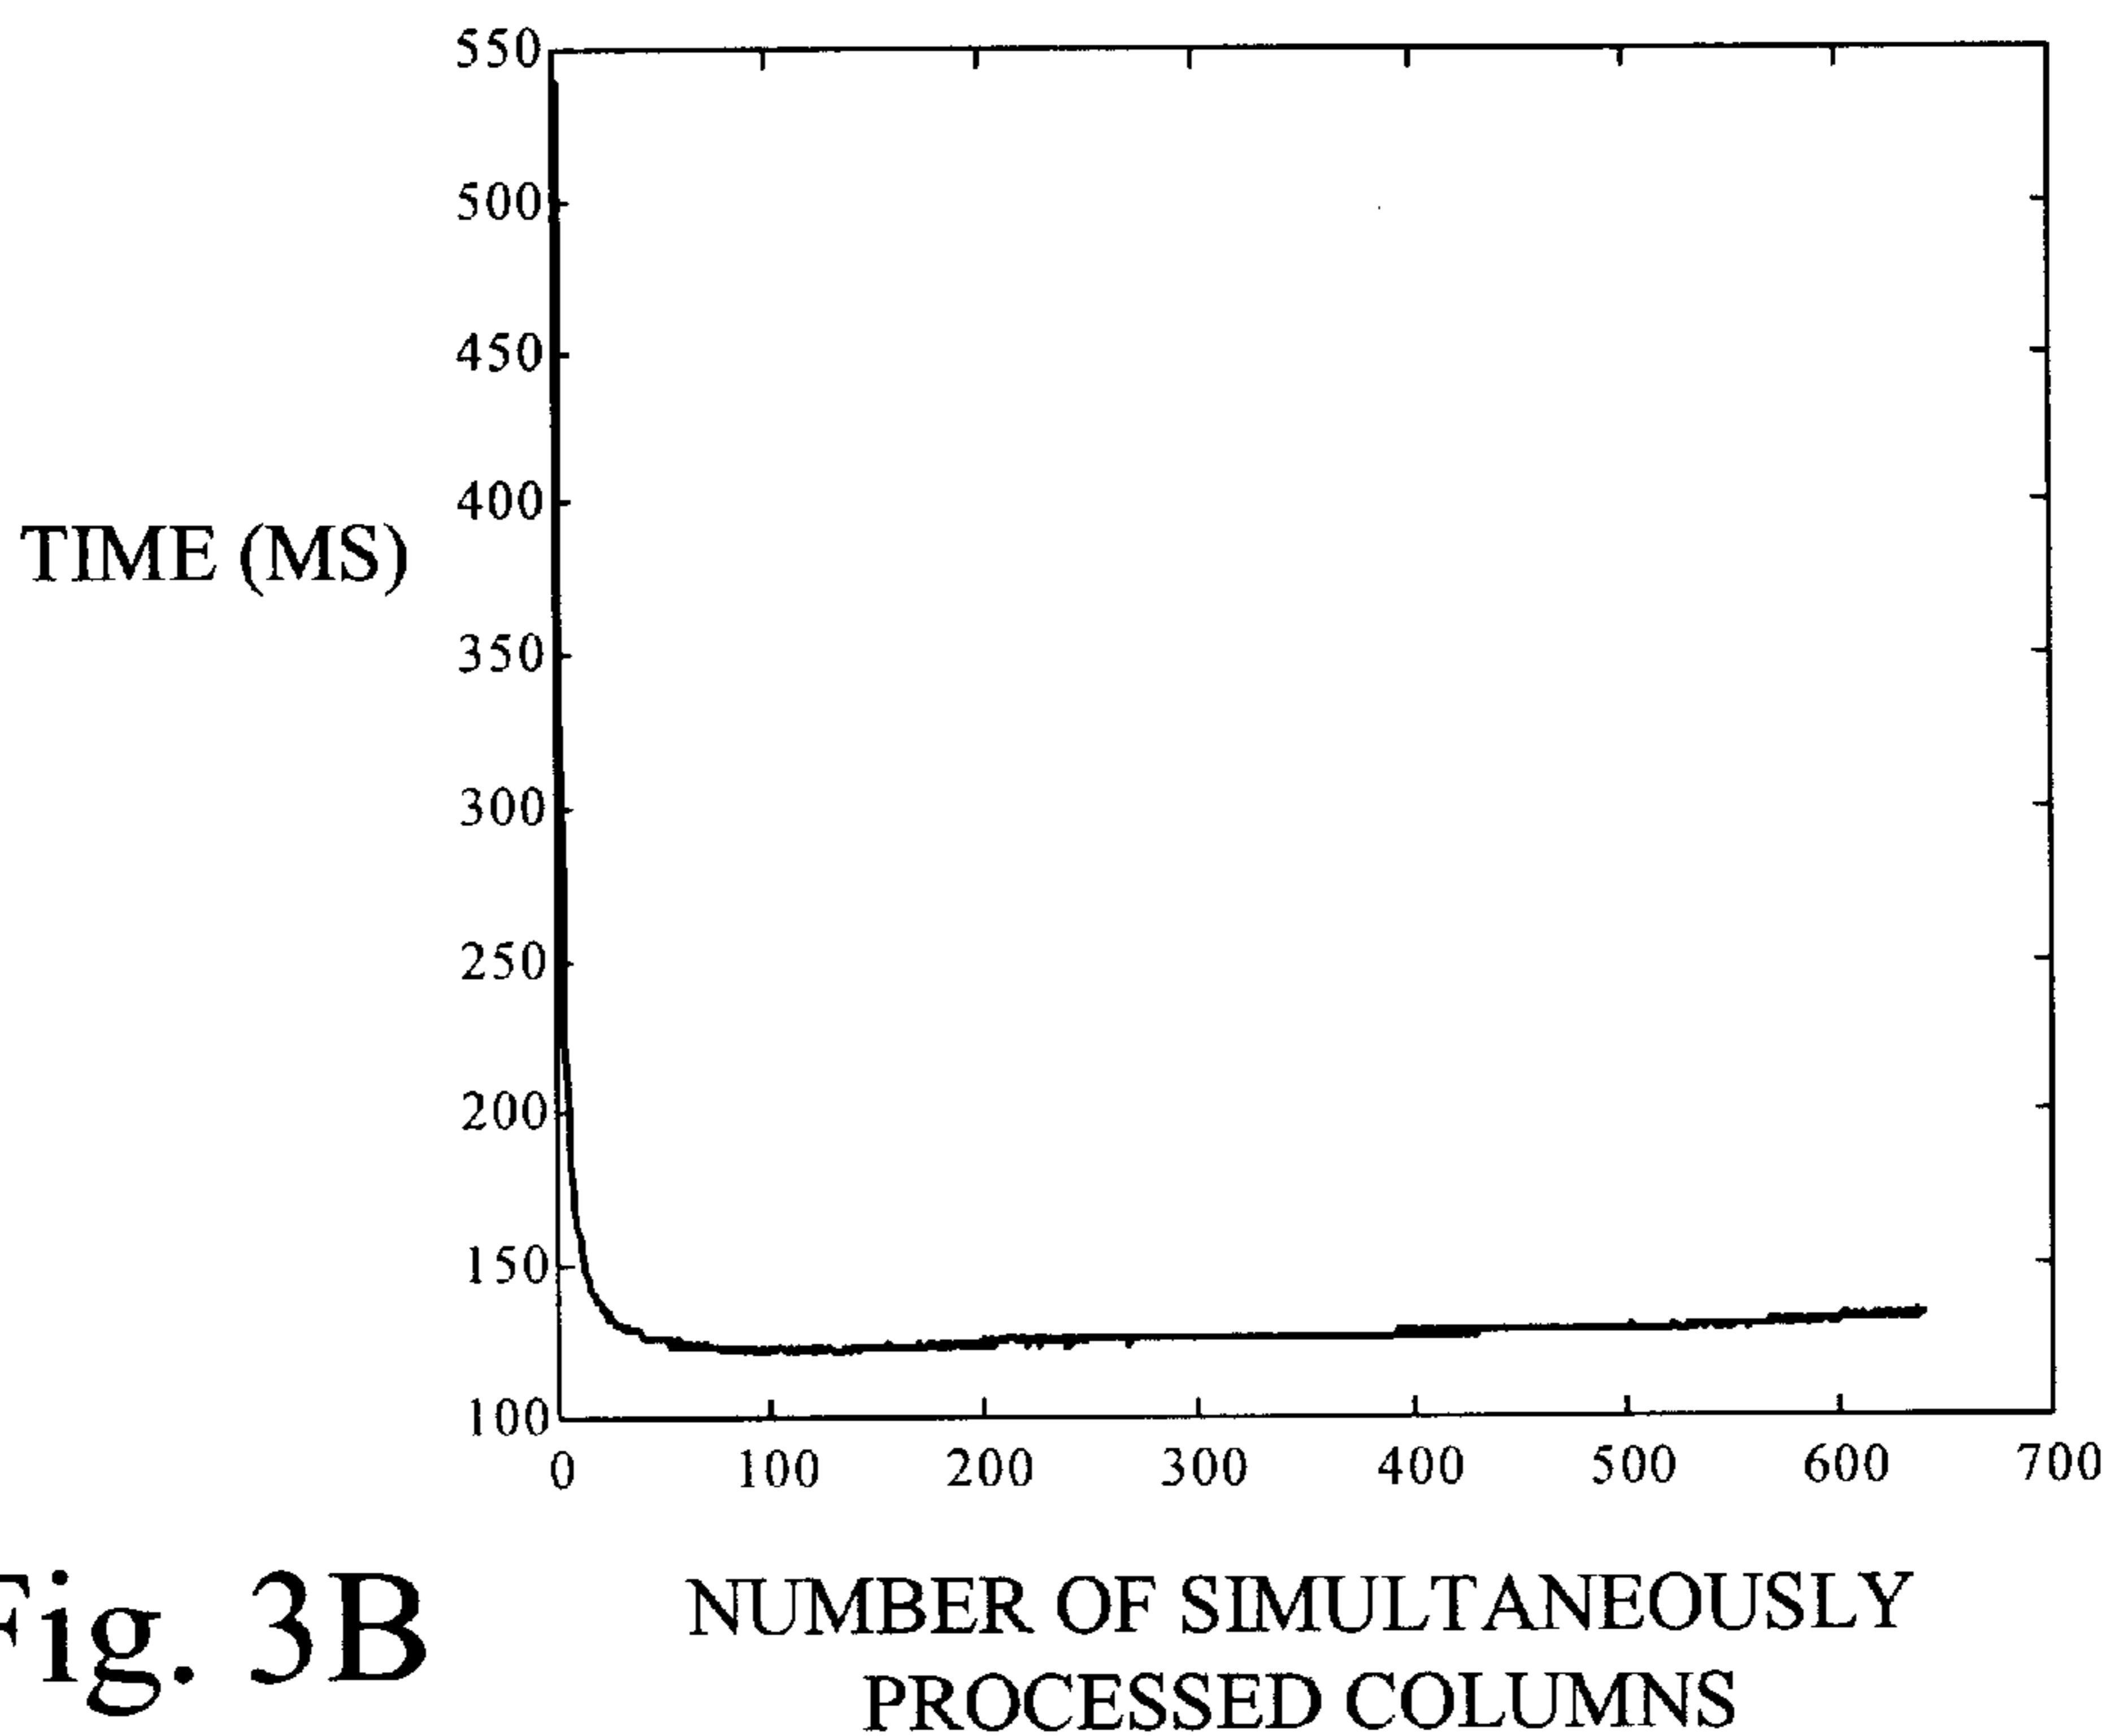 550
500
450
400
TIME (MS)
350
300
250
200
150
100
0 100 200 300 400 500 600 700
Fig. 3B
NUMBER OF SIMULTANEOUSLY
PROCESSED COLUMNS